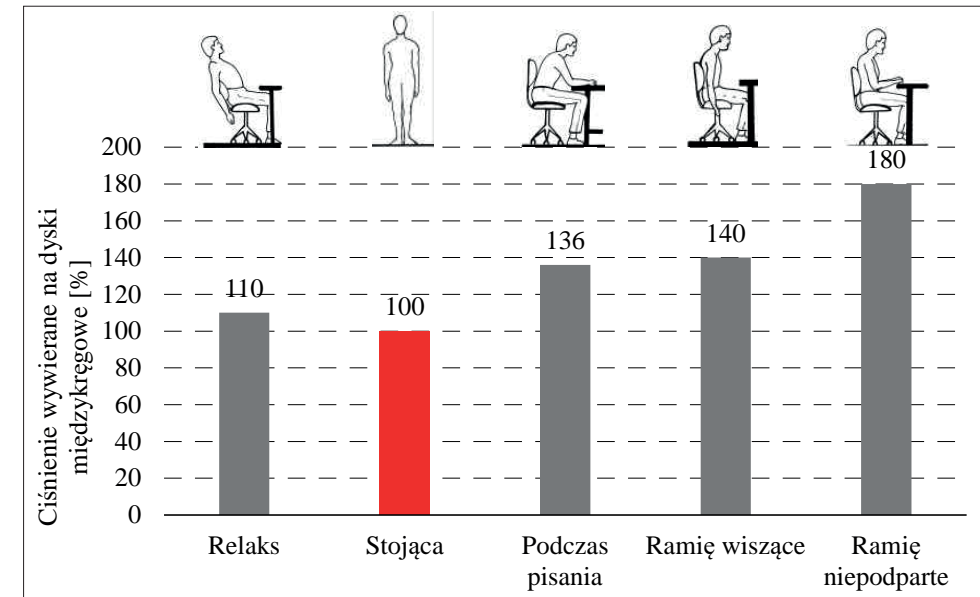 200
180
160
140
120
100
80
60
40
20
0
Ciśnienie wywierane na dyski
międzykręgowe [%]
110
100
136
140
180
Relaks
Stojąca
Podczas
pisania
Ramię wiszące
Ramię
niepodparte